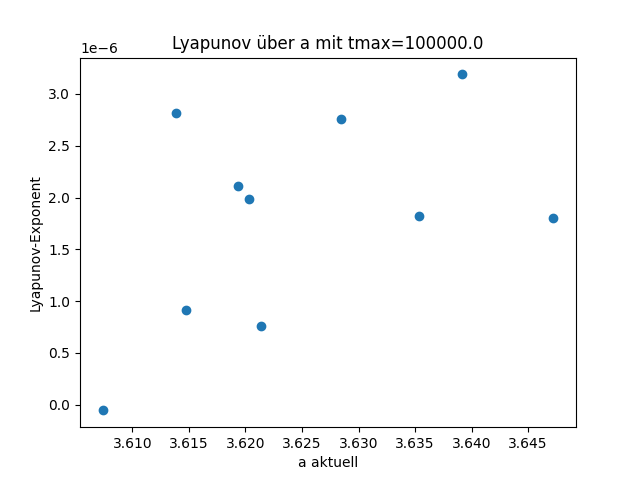 Lyapunov über a mit tmax=100000.0
1e−6
Lyapunov-Exponent
3.0
2.5
2.0
1.5
1.0
0.5
0.0
3.610 3.615 3.620 3.625 3.630 3.635 3.640 3.645
a aktuell